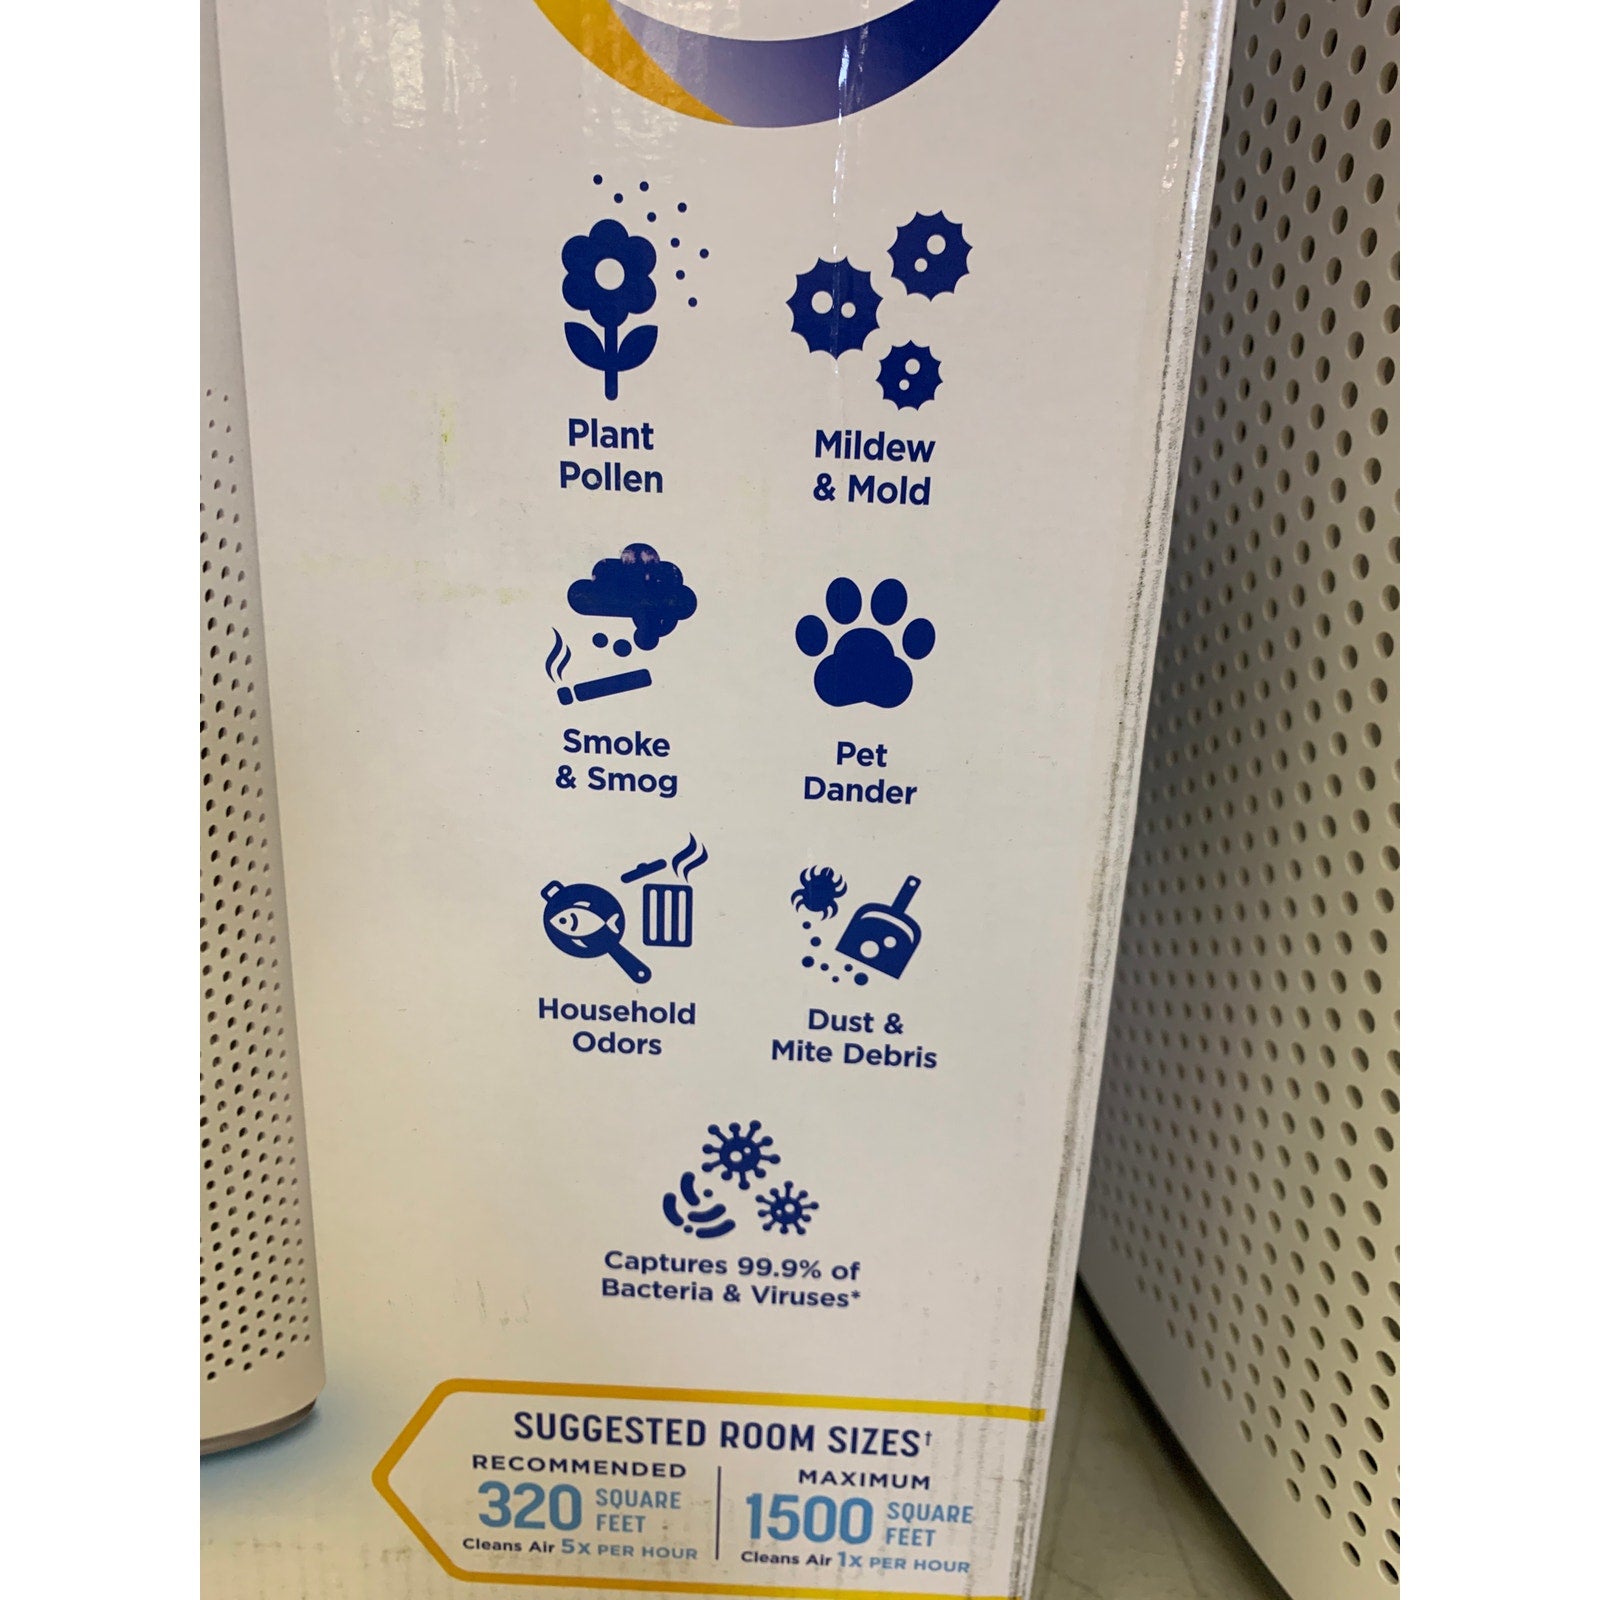 Plant
Pollen
Mildew
& Mold
Smoke
& Smog
Pet
Dander
Household
Odors
Dust &
Mite Debris
Captures 99.9% of
Bacteria & Viruses*
SUGGESTED ROOM SIZES†
RECOMMENDED
320 SQUARE
FEET
Cleans Air 5X PER HOUR
MAXIMUM
1500 SQUARE
FEET
Cleans Air 1X PER HOUR